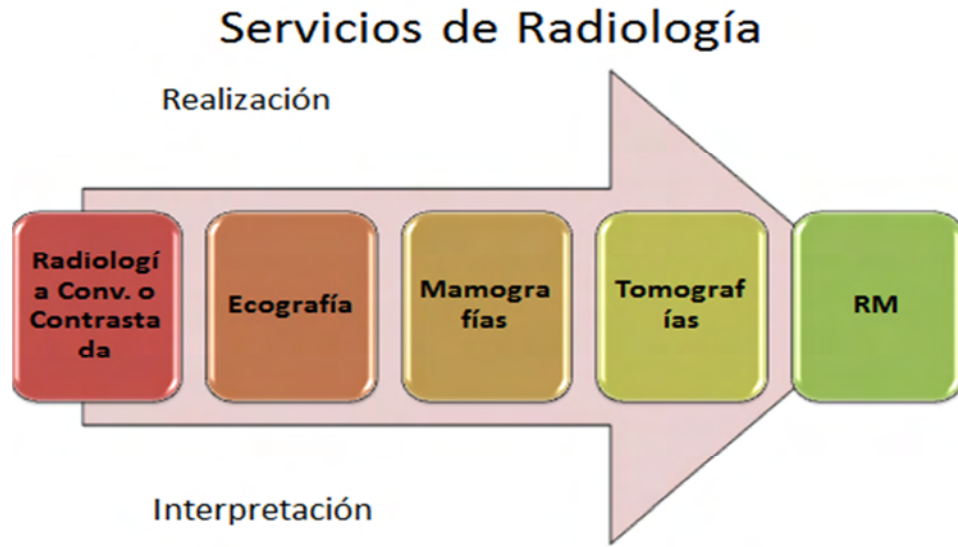 Servicios de Radiología
Realización
Radiologí
a Conv. o
Contrasta
da
Ecografía
Mamogra
fías
Tomograf
ías
RM
Interpretación